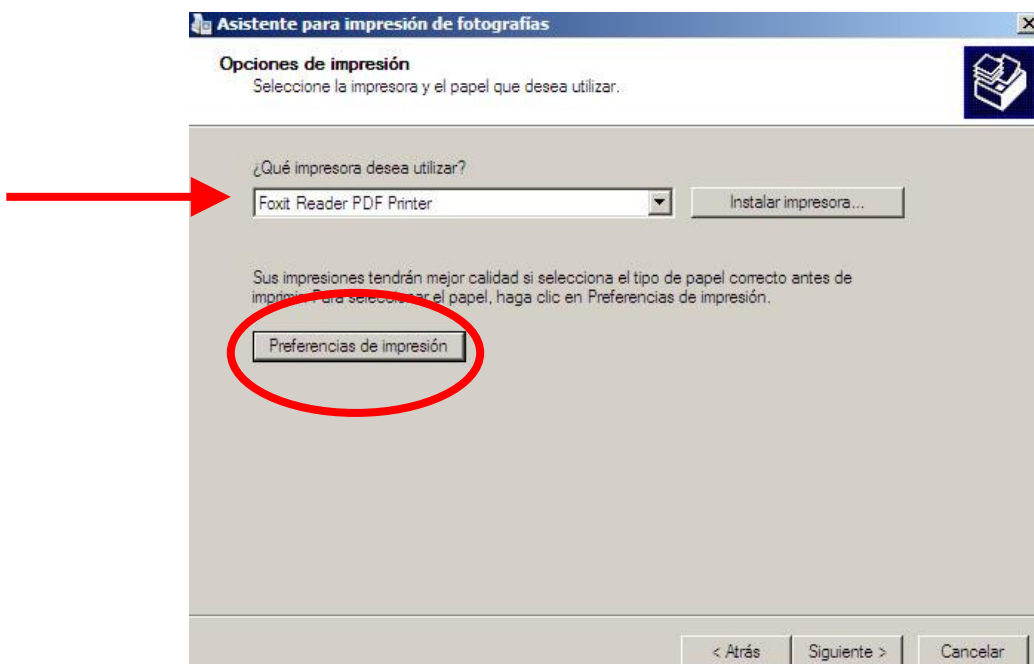 Asistente para impresión de fotografías
Opciones de impresión
Seleccione la impresora y el papel que desea utilizar.
¿Qué impresora desea utilizar?
Foxit Reader PDF Printer
Instalar impresora...
Sus impresiones tendrán mejor calidad si selecciona el tipo de papel correcto antes de
imprimir. Para seleccionar el papel, haga clic en Preferencias de impresión.
Preferencias de impresión
< Atrás
Siguiente >
Cancelar